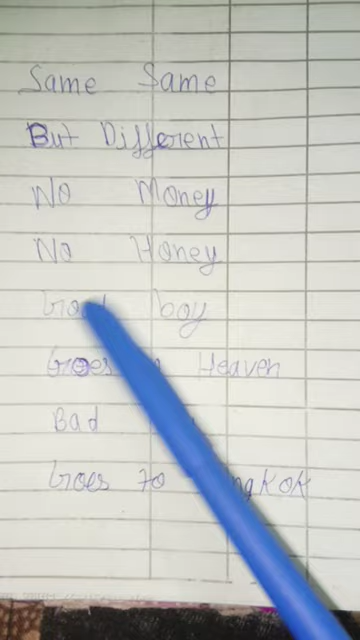 Same Same
But Different
No Money
No Honey
boy
Goes Heaven
Bad
Goes To